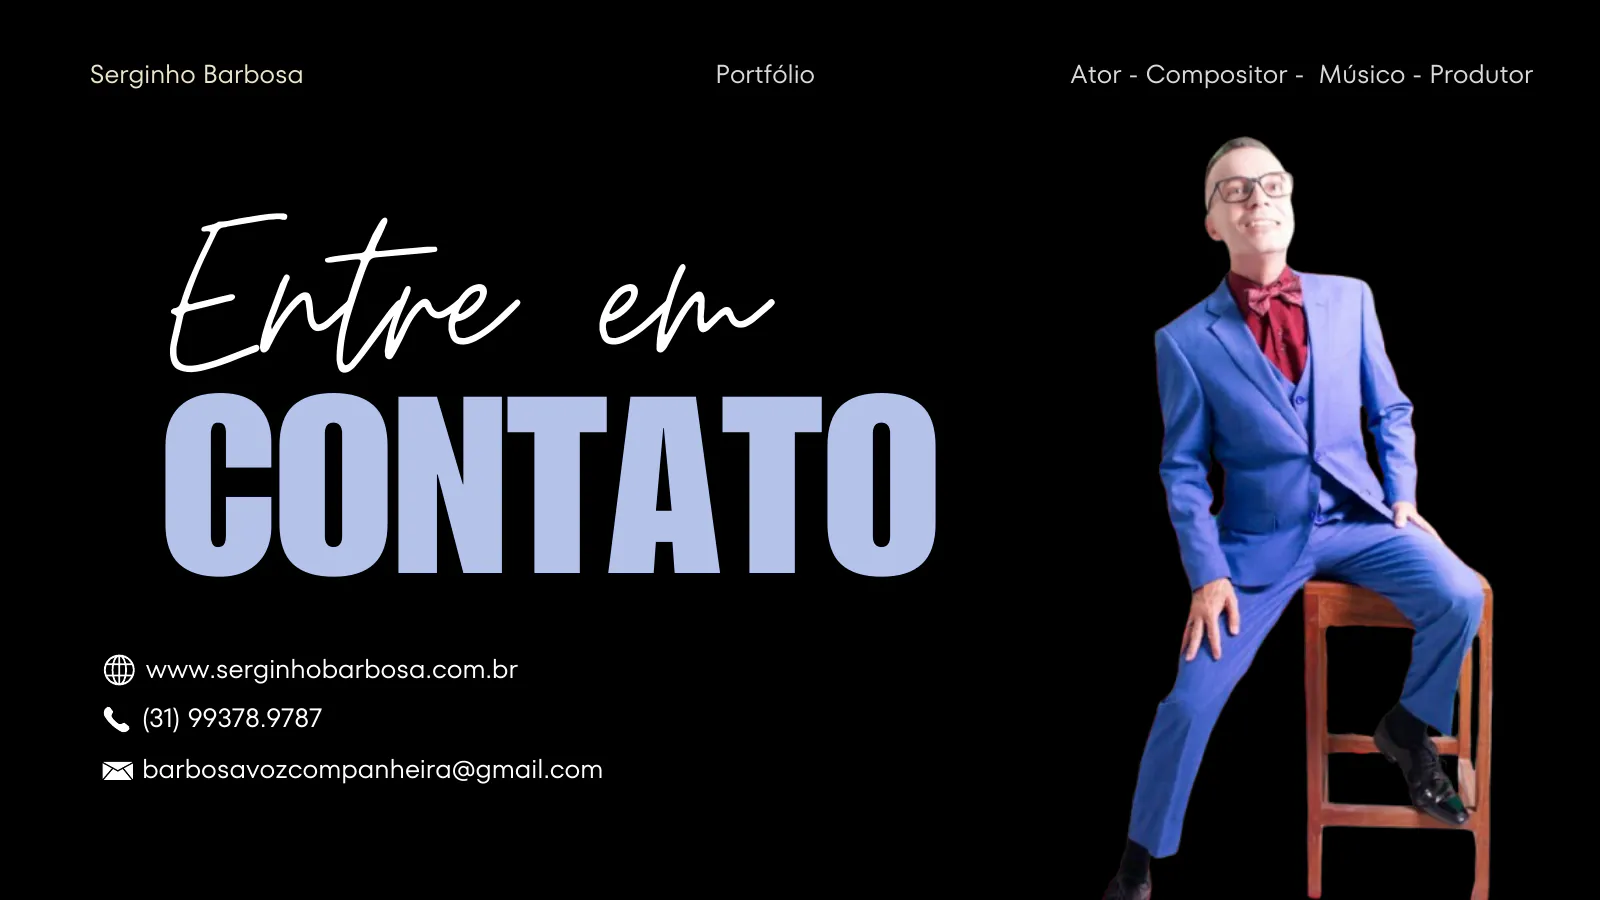 Serginho Barbosa
Portfólio
Ator - Compositor -  Músico - Produtor
Entre em
CONTATO
www.serginhobarbosa.com.br
(31) 99378.9787
barbosavozcompanheira@gmail.com